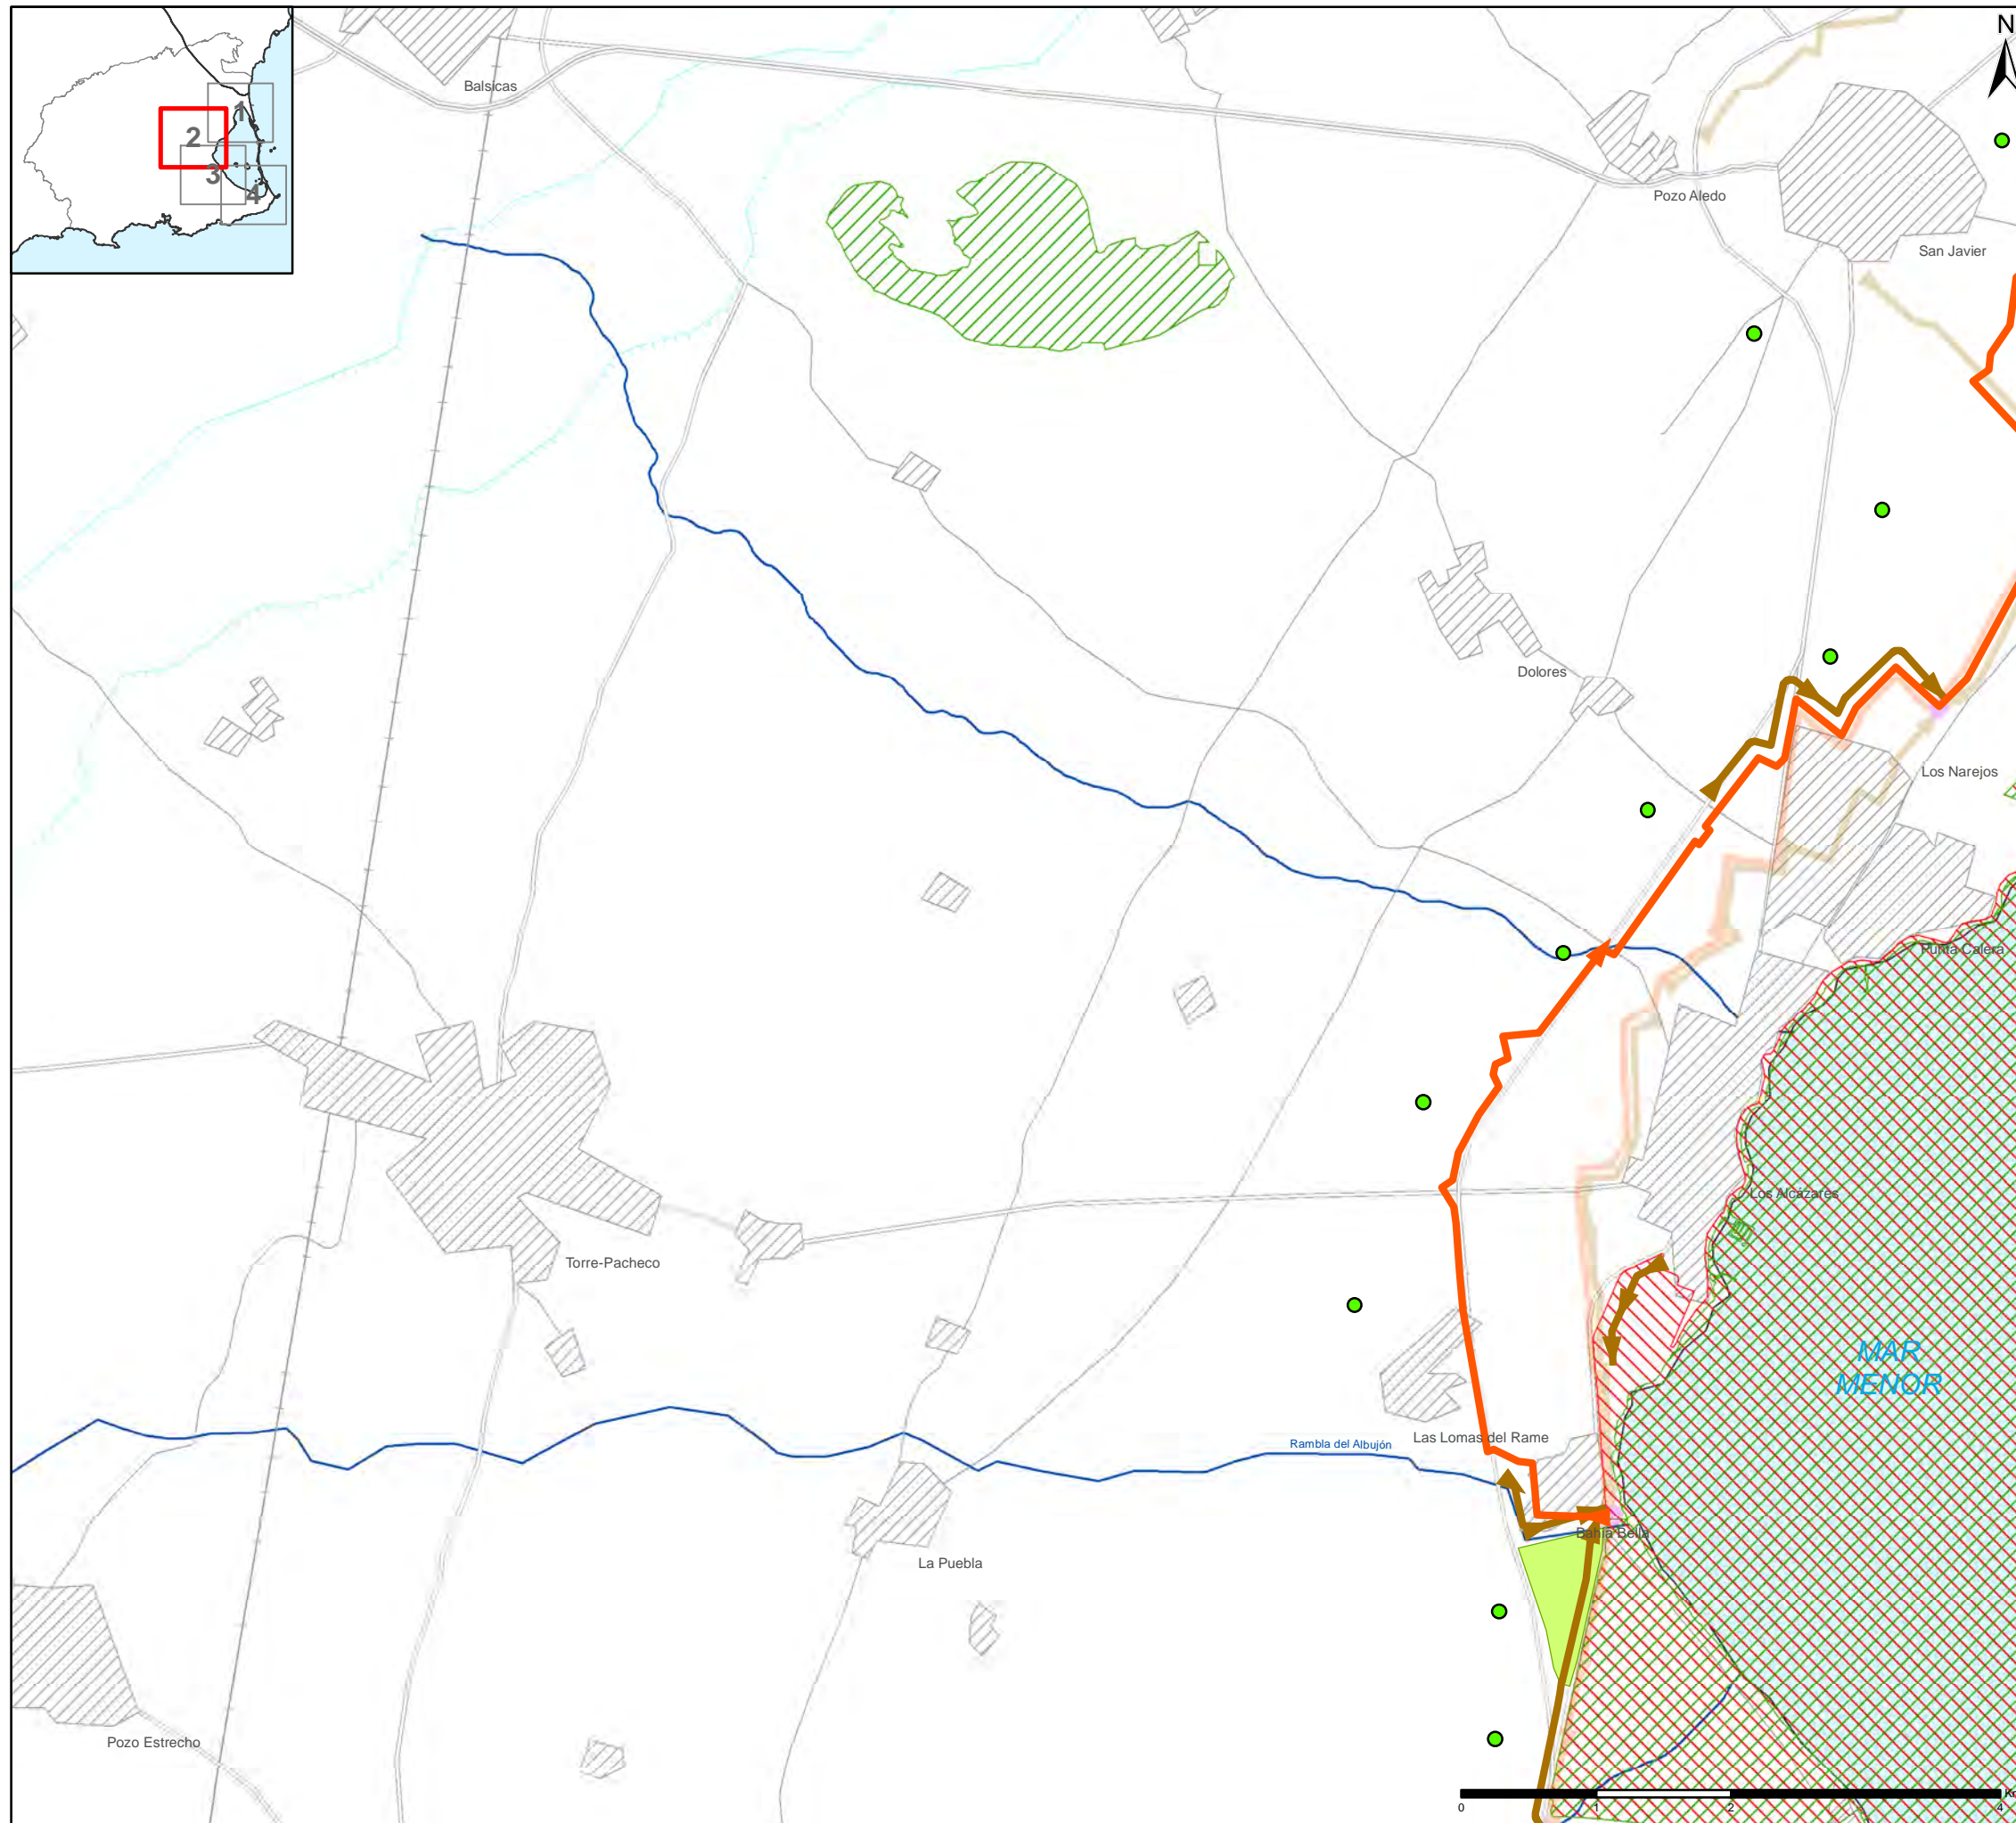 N
1
2
3
4
Balsicas
Pozo Aledo
San Javier
Dolores
Los Narejos
Punta Calera
Los Alcázares
Torre-Pacheco
MAR
MENOR
Las Lomas del Rame
Rambla del Albujón
Bahía Bella
La Puebla
Pozo Estrecho
0
1
2
4